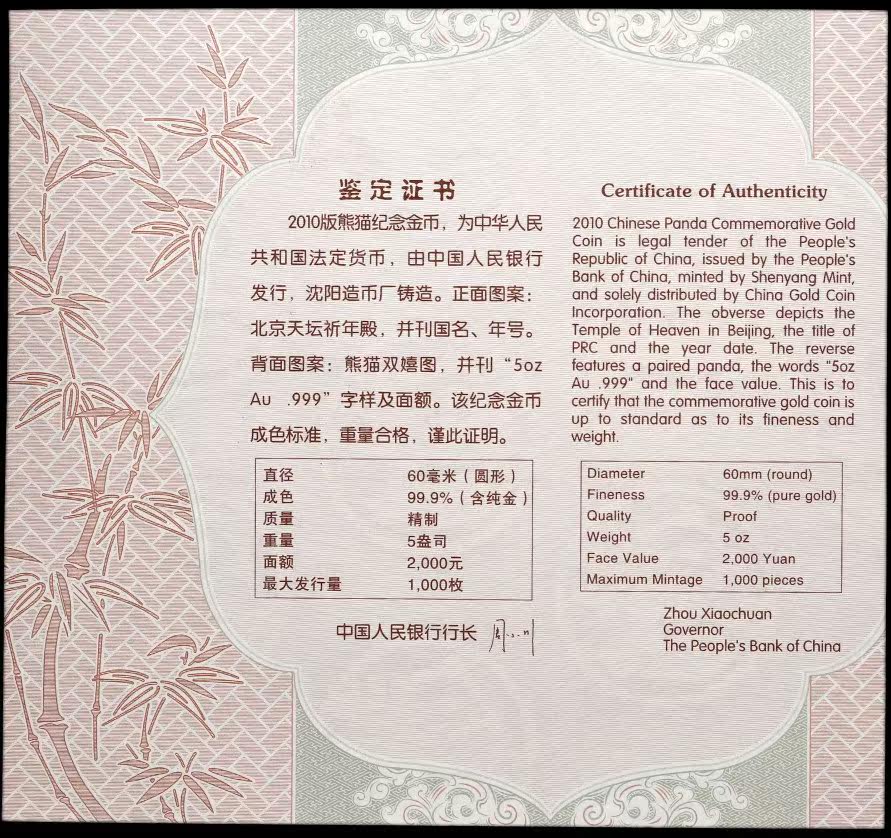 鉴定证书
2010版熊猫纪念金币，为中华人民
共和国法定货币，由中国人民银行
发行，沈阳造币厂铸造。正面图案：
北京天坛祈年殿，并刊国名、年号。
背面图案：熊猫双嬉图，并刊“5oz
Au .999”字样及面额。该纪念金币
成色标准，重量合格，谨此证明。
直径 60毫米（圆形）
成色 99.9%（含纯金）
质量 精制
重量 5盎司
面额 2,000元
最大发行量 1,000枚
中国人民银行行长
Certificate of Authenticity
2010 Chinese Panda Commemorative Gold
Coin is legal tender of the People's
Republic of China, issued by the People's
Bank of China, minted by Shenyang Mint,
and solely distributed by China Gold Coin
Incorporation. The obverse depicts the
Temple of Heaven in Beijing, the title of
PRC and the year date. The reverse
features a paired panda, the words "5oz
Au .999" and the face value. This is to
certify that the commemorative gold coin is
up to standard as to its fineness and
weight.
Diameter 60mm (round)
Fineness 99.9% (pure gold)
Quality Proof
Weight 5 oz
Face Value 2,000 Yuan
Maximum Mintage 1,000 pieces
Zhou Xiaochuan
Governor
The People's Bank of China